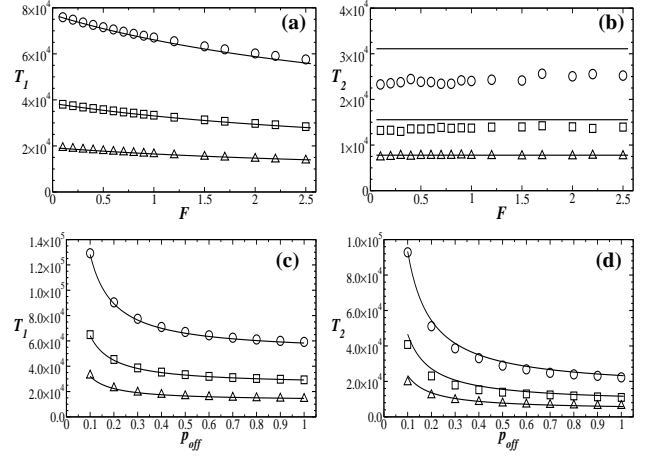 (a)
8×10⁴
6×10⁴
T₁
4×10⁴
2×10⁴
0
0 0.5 1.0 1.5 2.0 2.5
F
(b)
4×10⁴
3×10⁴
T₂
2×10⁴
1×10⁴
0
0 0.5 1.0 1.5 2.0 2.5
F
(c)
1.4×10⁵
1.2×10⁵
1.0×10⁵
8.0×10⁴
T₁
6.0×10⁴
4.0×10⁴
2.0×10⁴
0.0
0 0.1 0.2 0.3 0.4 0.5 0.6 0.7 0.8 0.9 1
p_off
(d)
1.0×10⁵
8.0×10⁴
6.0×10⁴
T₂
4.0×10⁴
2.0×10⁴
0.0
0 0.1 0.2 0.3 0.4 0.5 0.6 0.7 0.8 0.9 1
p_off